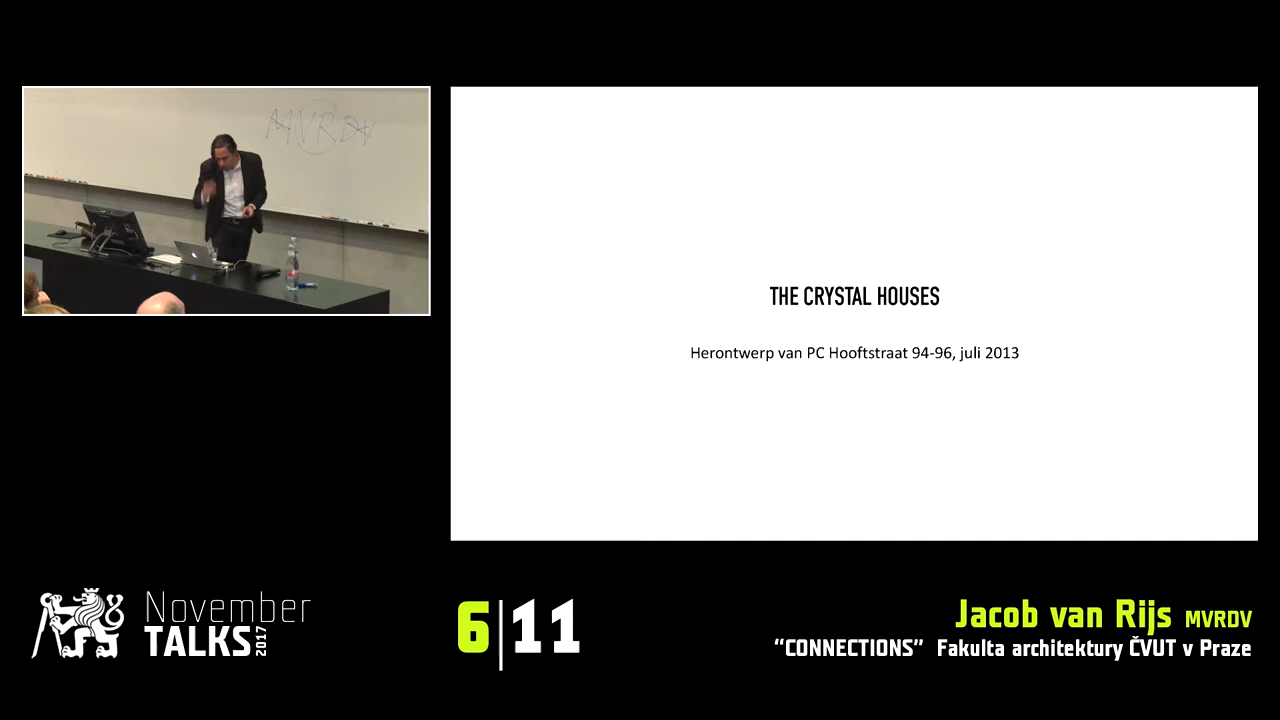 MVRDV
THE CRYSTAL HOUSES
Herontwerp van PC Hooftstraat 94-96, juli 2013
November
TALKS 2017
6|11
Jacob van Rijs MVRDV
“CONNECTIONS” Fakulta architektury ČVUT v Praze